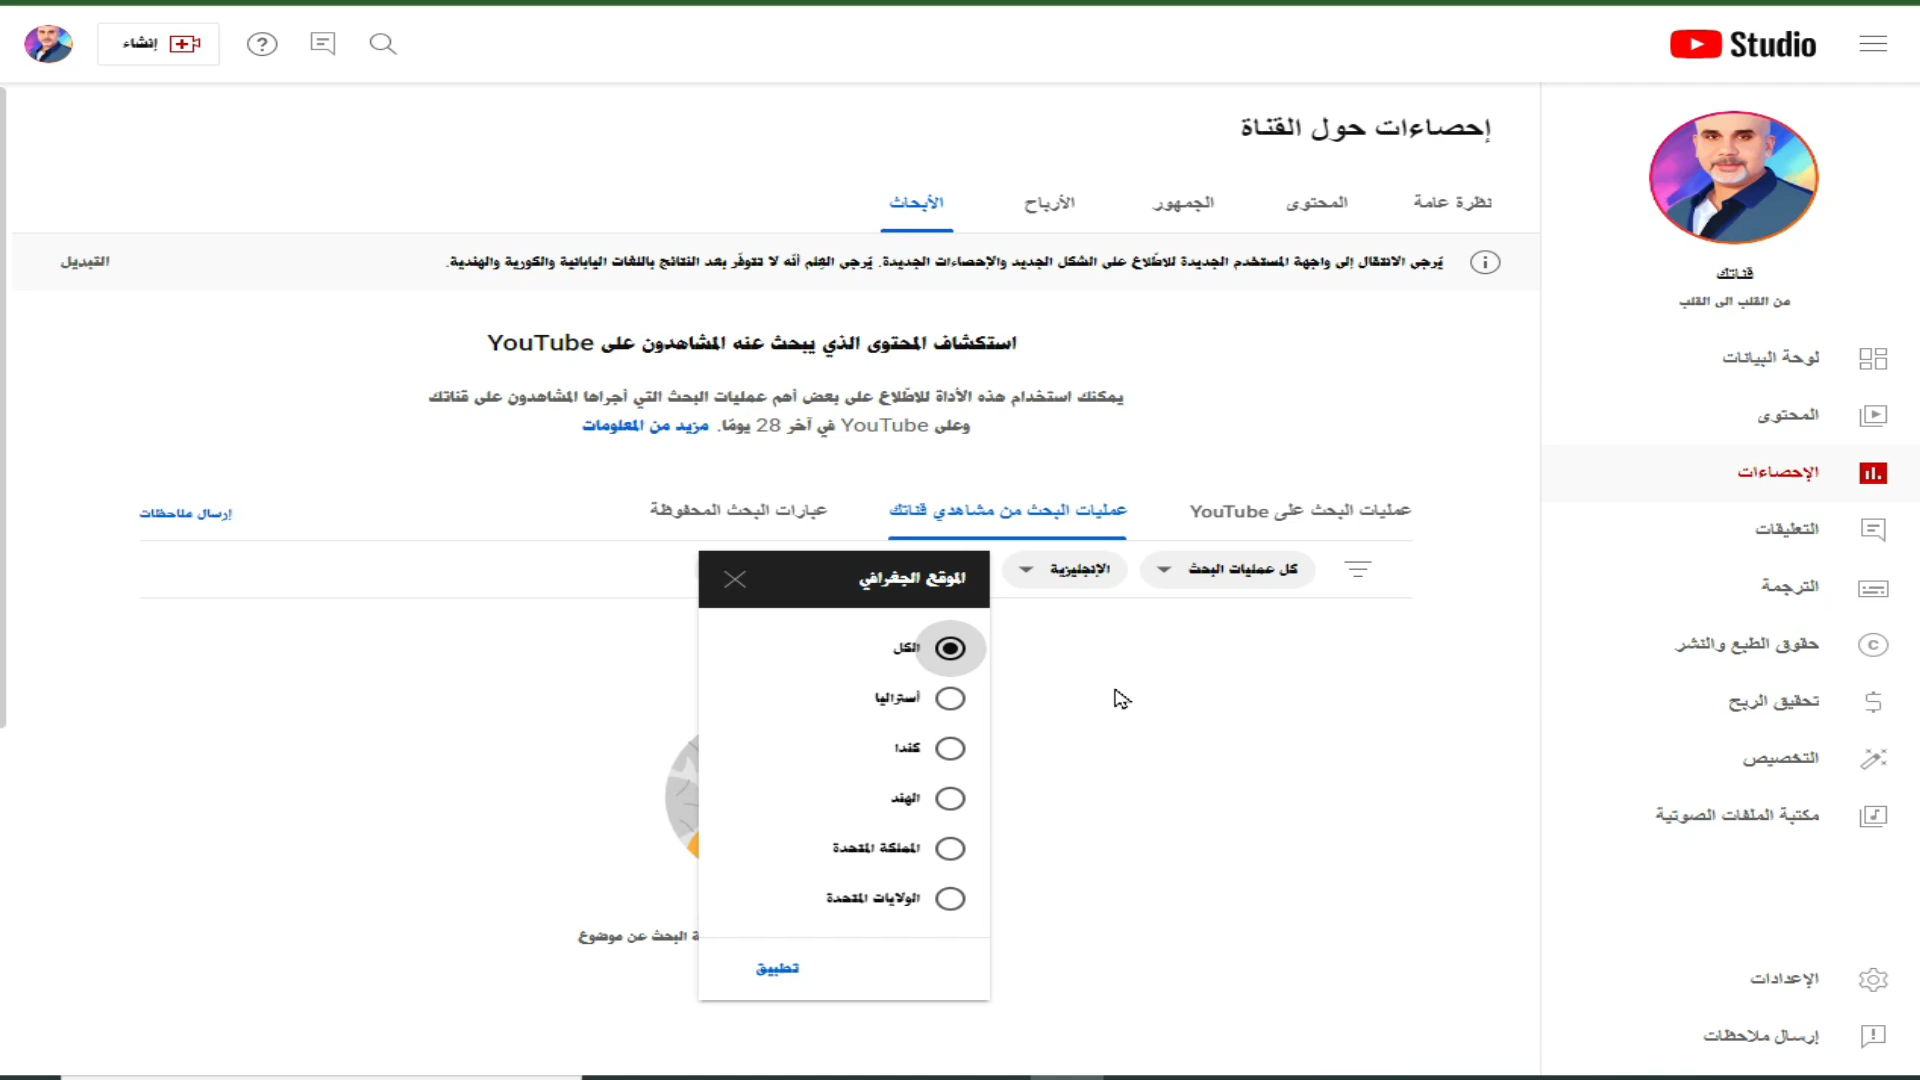 Studio
إنشاء
إحصاءات حول القناة
نظرة عامة
المحتوى
الجمهور
الأرباح
الأبحاث
يُرجى الانتقال إلى واجهة المستخدم الجديدة للاطّلاع على الشكل الجديد والإحصاءات الجديدة. يُرجى العِلم أنّه لا تتوفّر بعد النتائج باللغات اليابانية والكورية والهندية.
التبديل
استكشاف المحتوى الذي يبحث عنه المشاهدون على YouTube
يمكنك استخدام هذه الأداة للاطّلاع على بعض أهم عمليات البحث التي أجراها المشاهدون على قناتك
وعلى YouTube في آخر 28 يومًا. مزيد من المعلومات
عمليات البحث على YouTube
عمليات البحث من مشاهدي قناتك
عبارات البحث المحفوظة
إرسال ملاحظات
كل عمليات البحث
الإنجليزية
الموقع الجغرافي
الكل
أستراليا
كندا
الهند
المملكة المتحدة
الولايات المتحدة
تطبيق
ة البحث عن موضوع
قناتك
من القلب الى القلب
لوحة البيانات
المحتوى
الإحصاءات
التعليقات
الترجمة
حقوق الطبع والنشر
تحقيق الربح
التخصيص
مكتبة الملفات الصوتية
الإعدادات
إرسال ملاحظات